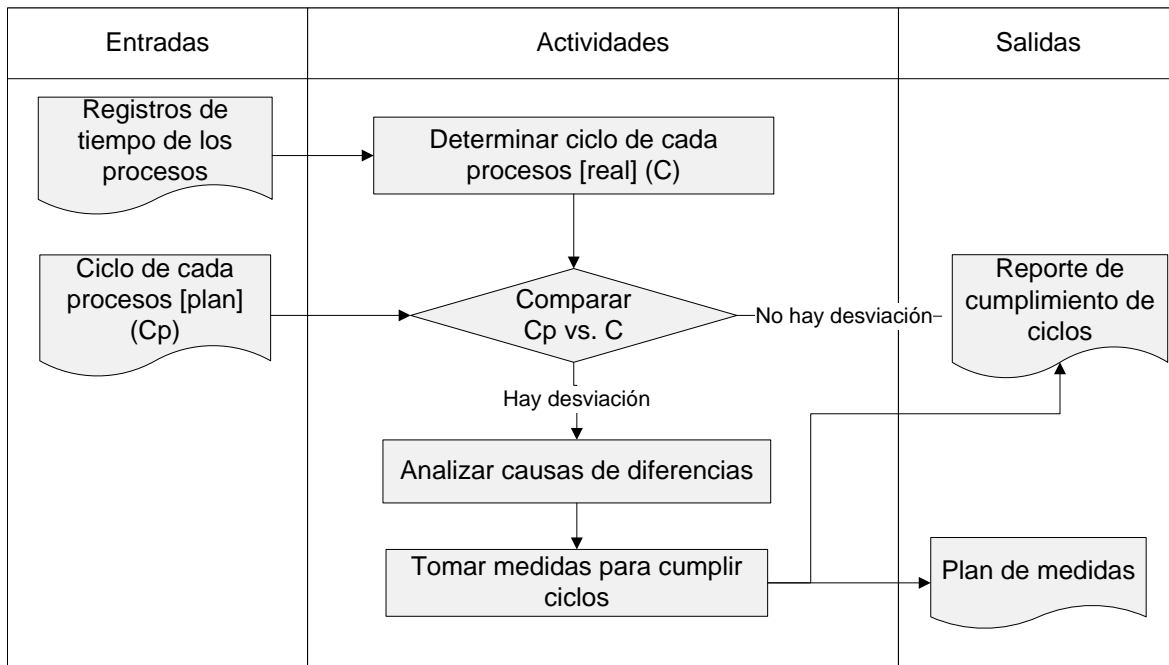 Entradas
Actividades
Salidas
Registros de
tiempo de los
procesos
Determinar ciclo de cada
procesos [real] (C)
Ciclo de cada
procesos [plan]
(Cp)
Comparar
Cp vs. C
No hay desviación
Reporte de
cumplimiento de
ciclos
Hay desviación
Analizar causas de diferencias
Tomar medidas para cumplir
ciclos
Plan de medidas